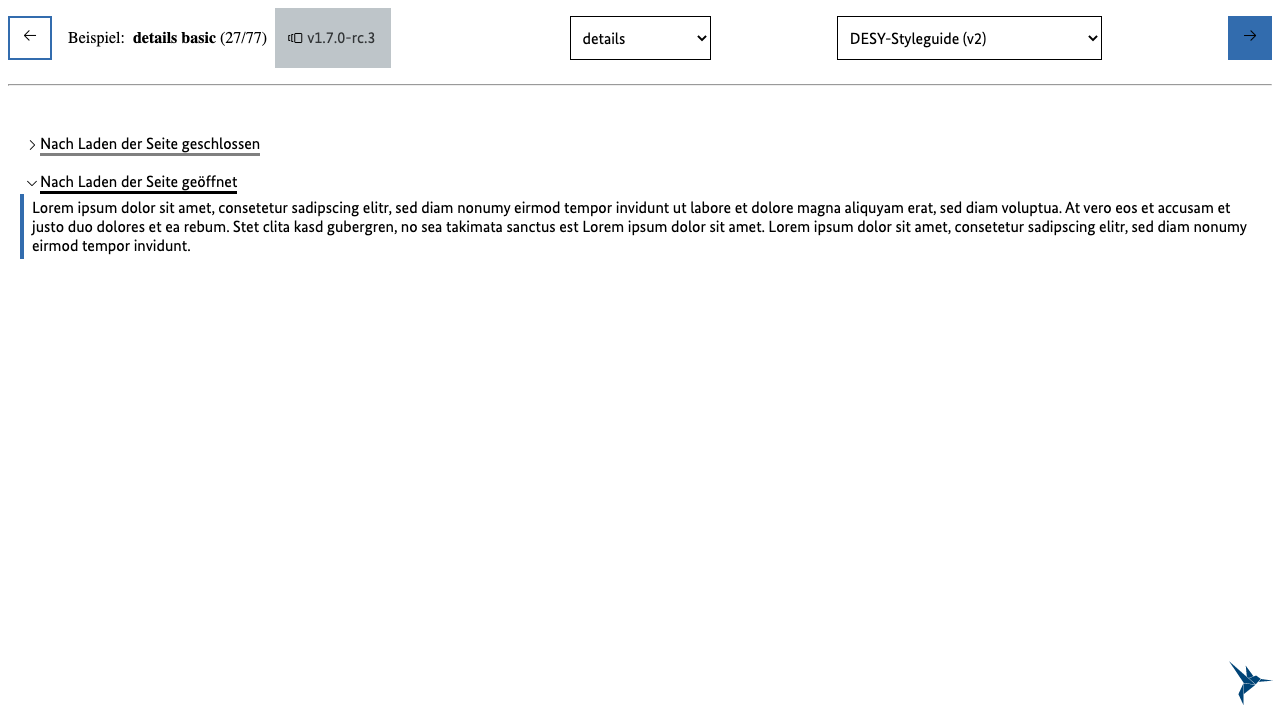 Beispiel: details basic (27/77) v1.7.0-rc.3 details DESY-Styleguide (v2)
Nach Laden der Seite geschlossen
Nach Laden der Seite geöffnet
Lorem ipsum dolor sit amet, consetetur sadipscing elitr, sed diam nonumy eirmod tempor invidunt ut labore et dolore magna aliquyam erat, sed diam voluptua. At vero eos et accusam et
justo duo dolores et ea rebum. Stet clita kasd gubergren, no sea takimata sanctus est Lorem ipsum dolor sit amet. Lorem ipsum dolor sit amet, consetetur sadipscing elitr, sed diam nonumy
eirmod tempor invidunt.